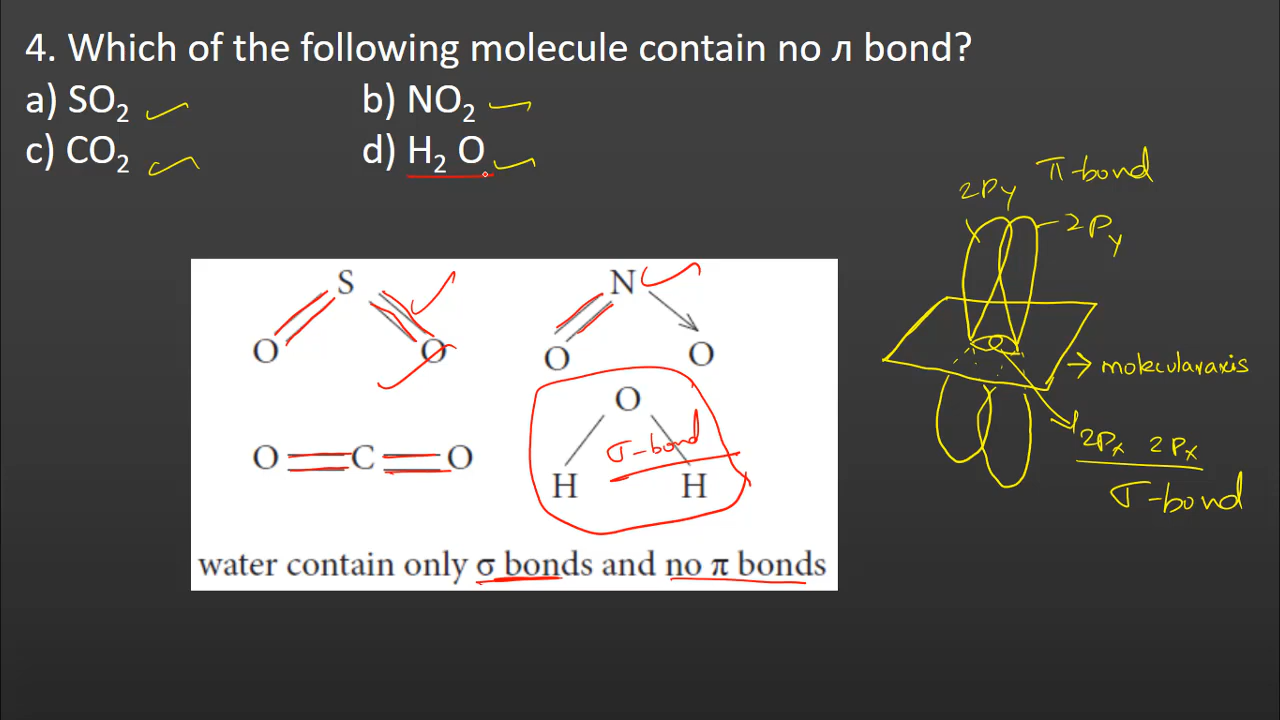 4. Which of the following molecule contain no л bond?
a) SO₂ b) NO₂
c) CO₂ d) H₂ O
S
O O
N
O O
O=C=O
O
σ-bond
H H
water contain only σ bonds and no π bonds
π-bond
2Py
2Py
molecularaxis
2Px 2Px
σ-bond